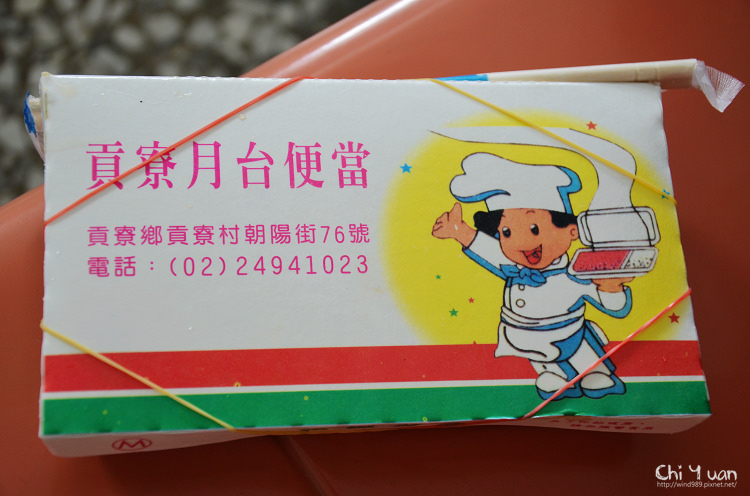 貢寮月台便當
貢寮鄉貢寮村朝陽街76號
電話：(02)24941023
M
Chi Yuan
http://wind989.pixnet.net/